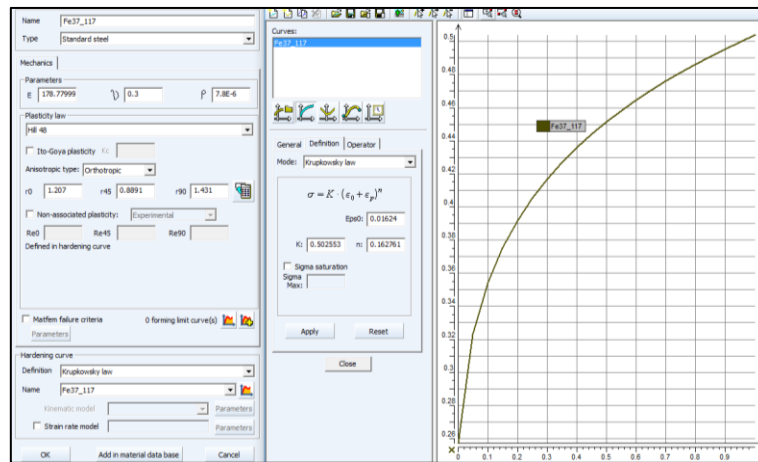 Name Fe37_117
Type Standard steel
Mechanics
Parameters
E 178.77999 υ 0.3 ρ 7.8E-6
Plasticity law
Hill 48
Ito-Goya plasticity Kc
Anisotropic type: Orthotropic
r0 1.207 r45 0.8891 r90 1.431
Non-associated plasticity: Experimental
Re0 Re45 Re90
Defined in hardening curve
Matfem failure criteria 0 forming limit curve(s)
Parameters
Hardening curve
Definition Krupkowsky law
Name Fe37_117
Kinematic model Parameters
Strain rate model Parameters
OK Add in material data base Cancel
Curves:
Fe37_117
General Definition Operator
Mode: Krupkowsky law
σ = K · (ε₀ + εₚ)ⁿ
Eps0: 0.01624
K: 0.502553 n: 0.162761
Sigma saturation
Sigma
Max:
Apply Reset
Close
0.5
0.48
0.46
0.44
0.42
0.4
0.38
0.36
0.34
0.32
0.3
0.28
0.26
Fe37_117
0 0.1 0.2 0.3 0.4 0.5 0.6 0.7 0.8 0.9